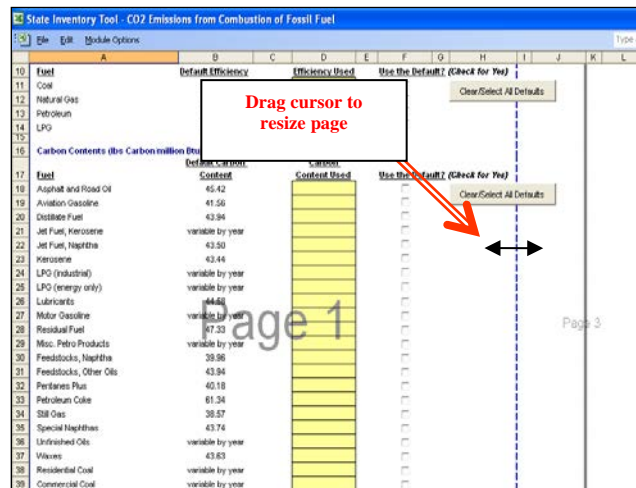 State Inventory Tool - CO2 Emissions from Combustion of Fossil Fuel
File Edit Module Options Type
A B C D E F G H I J K L
10 Fuel Default Efficiency Efficiency Used Use the Default? (Check for Yes)
11 Coal Clear/Select All Defaults
12 Natural Gas
13 Petroleum
14 LPG
15
Drag cursor to
resize page
16 Carbon Contents (lbs Carbon/million Btu
Default Carbon Carbon
17 Fuel Content Content Used Use the Default? (Check for Yes)
18 Asphalt and Road Oil 45.42 Clear/Select All Defaults
19 Aviation Gasoline 41.56
20 Distillate Fuel 43.94
21 Jet Fuel, Kerosene variable by year
22 Jet Fuel, Naphtha 43.50
23 Kerosene 43.44
24 LPG (industrial) variable by year
25 LPG (energy only) variable by year
26 Lubricants 44.58
27 Motor Gasoline variable by year
28 Residual Fuel 47.33
29 Misc. Petro Products variable by year
30 Feedstocks, Naphtha 39.96
31 Feedstocks, Other Oils 43.94
32 Pentanes Plus 40.18
33 Petroleum Coke 61.34
34 Still Gas 38.57
35 Special Naphthas 43.74
36 Unfinished Oils variable by year
37 Waxes 43.63
38 Residential Coal variable by year
39 Commercial Coal variable by year
Page 1
Page 3